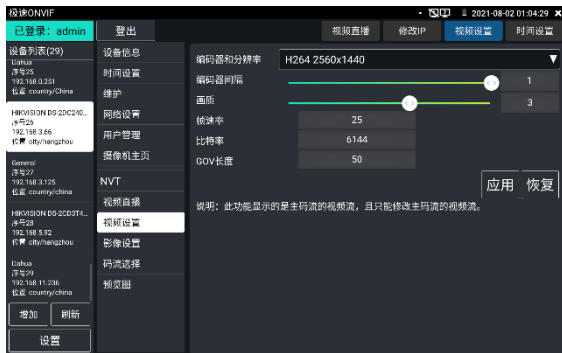 极速ONVIF
2021-08-02 01:04:29
已登录: admin
登出
视频直播
修改IP
视频设置
时间设置
设备列表(29)
Dahua
序号25
192.168.0.251
位置 country/China
HIKVISION DS-2DC240...
序号26
192.168.3.66
位置 city/hangzhou
General
序号27
192.168.3.125
位置 country/china
HIKVISION DS-2CD3T4...
序号28
192.168.5.92
位置 city/hangzhou
Dahua
序号29
192.168.11.236
位置 country/china
增加
刷新
设置
设备信息
时间设置
维护
网络设置
用户管理
摄像机主页
NVT
视频直播
视频设置
影像设置
码流选择
预览图
编码器和分辨率
H264 2560x1440
编码器间隔
1
画质
3
帧速率
25
比特率
6144
GOV长度
50
应用
恢复
说明: 此功能显示的是主码流的视频流，且只能修改主码流的视频流。